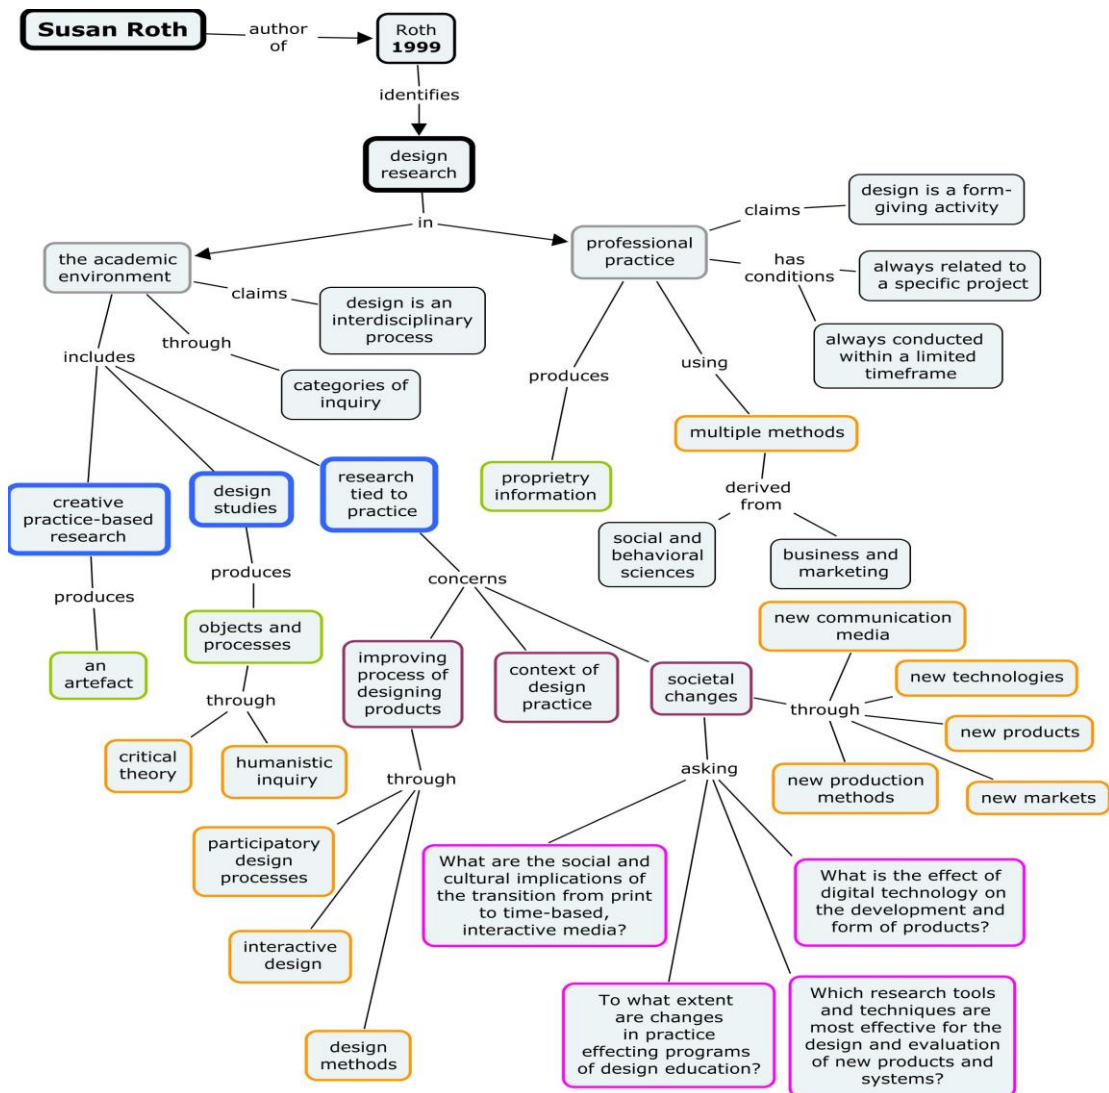 Susan Roth
author
of
Roth
1999
identifies
design
research
in
the academic
environment
claims
design is an
interdisciplinary
process
through
categories of
inquiry
includes
professional
practice
claims
design is a form-
giving activity
has
conditions
always related to
a specific project
always conducted
within a limited
timeframe
produces
proprietry
information
using
multiple methods
derived
from
social and
behavioral
sciences
business and
marketing
creative
practice-based
research
produces
an
artefact
design
studies
produces
objects and
processes
through
critical
theory
humanistic
inquiry
research
tied to
practice
concerns
improving
process of
designing
products
through
participatory
design
processes
interactive
design
design
methods
context of
design
practice
societal
changes
through
new communication
media
new technologies
new products
new markets
new production
methods
asking
What are the social and
cultural implications of
the transition from print
to time-based,
interactive media?
To what extent
are changes
in practice
effecting programs
of design education?
Which research tools
and techniques are
most effective for the
design and evaluation
of new products and
systems?
What is the effect of
digital technology on
the development and
form of products?